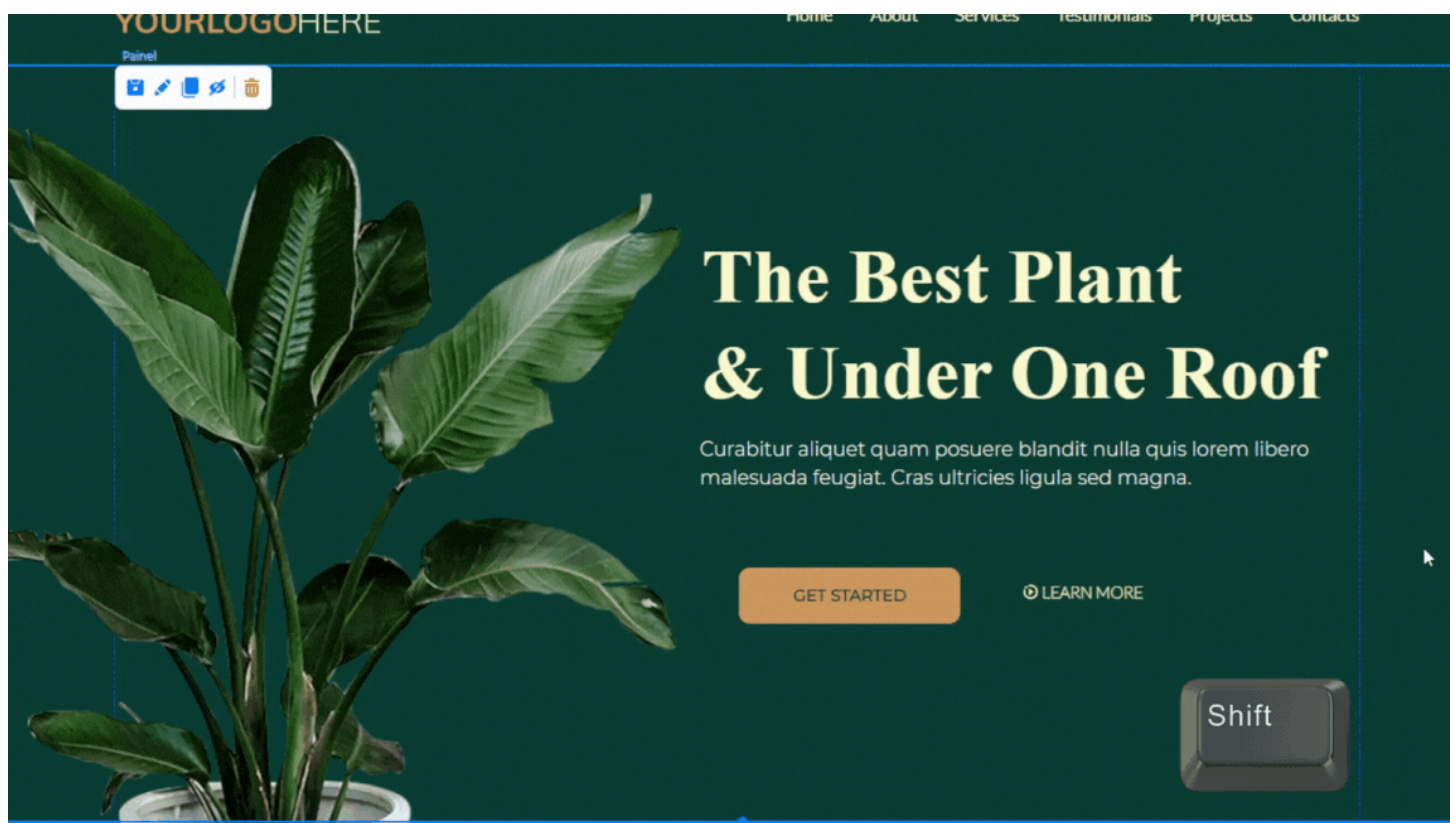 YOURLOGOHERE
Home About Services Testimonials Projects Contacts
Painel
The Best Plant
& Under One Roof
Curabitur aliquet quam posuere blandit nulla quis lorem libero
malesuada feugiat. Cras ultricies ligula sed magna.
GET STARTED
LEARN MORE
Shift